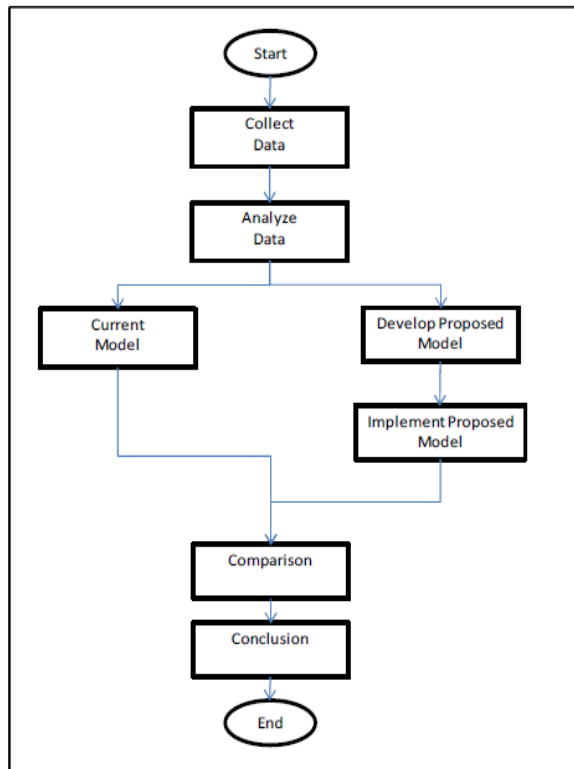 Start
Collect
Data
Analyze
Data
Current
Model
Develop Proposed
Model
Implement Proposed
Model
Comparison
Conclusion
End